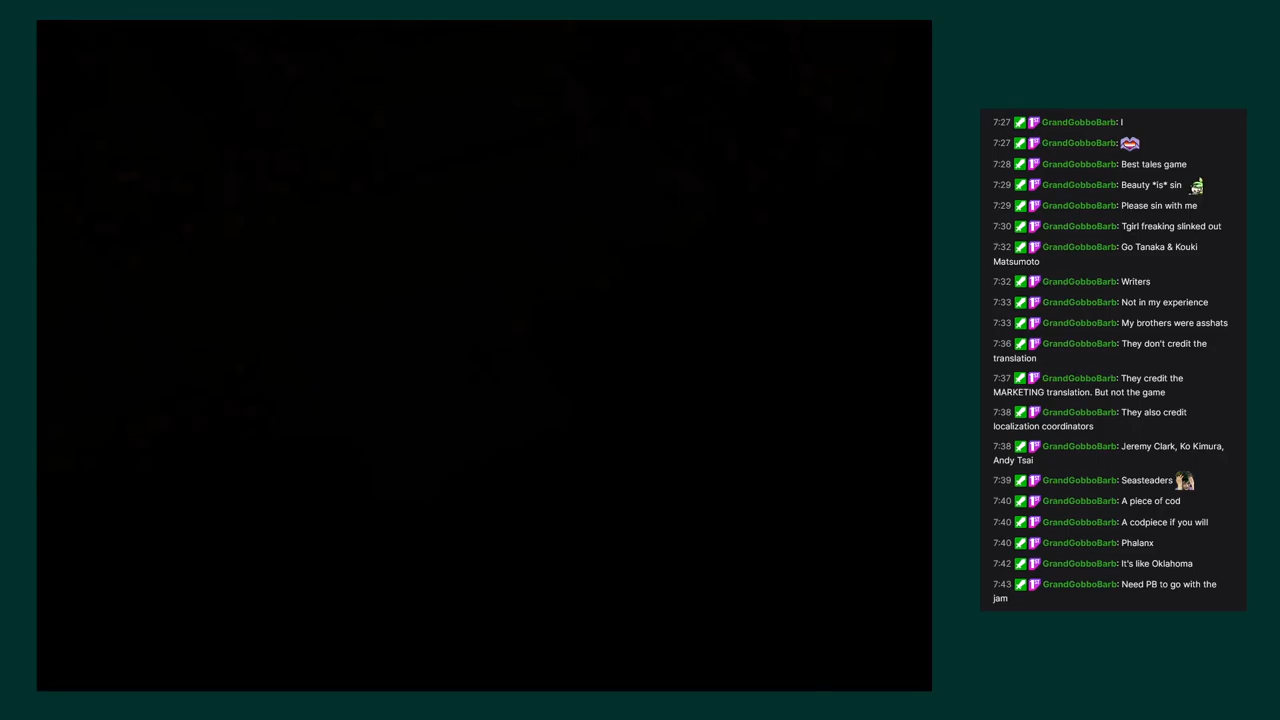 7:27 GrandGobboBarb: I
7:27 GrandGobboBarb:
7:28 GrandGobboBarb: Best tales game
7:29 GrandGobboBarb: Beauty *is* sin
7:29 GrandGobboBarb: Please sin with me
7:30 GrandGobboBarb: Tgirl freaking slinked out
7:32 GrandGobboBarb: Go Tanaka & Kouki
Matsumoto
7:32 GrandGobboBarb: Writers
7:33 GrandGobboBarb: Not in my experience
7:33 GrandGobboBarb: My brothers were asshats
7:36 GrandGobboBarb: They don't credit the
translation
7:37 GrandGobboBarb: They credit the
MARKETING translation. But not the game
7:38 GrandGobboBarb: They also credit
localization coordinators
7:38 GrandGobboBarb: Jeremy Clark, Ko Kimura,
Andy Tsai
7:39 GrandGobboBarb: Seasteaders
7:40 GrandGobboBarb: A piece of cod
7:40 GrandGobboBarb: A codpiece if you will
7:40 GrandGobboBarb: Phalanx
7:42 GrandGobboBarb: It's like Oklahoma
7:43 GrandGobboBarb: Need PB to go with the
jam